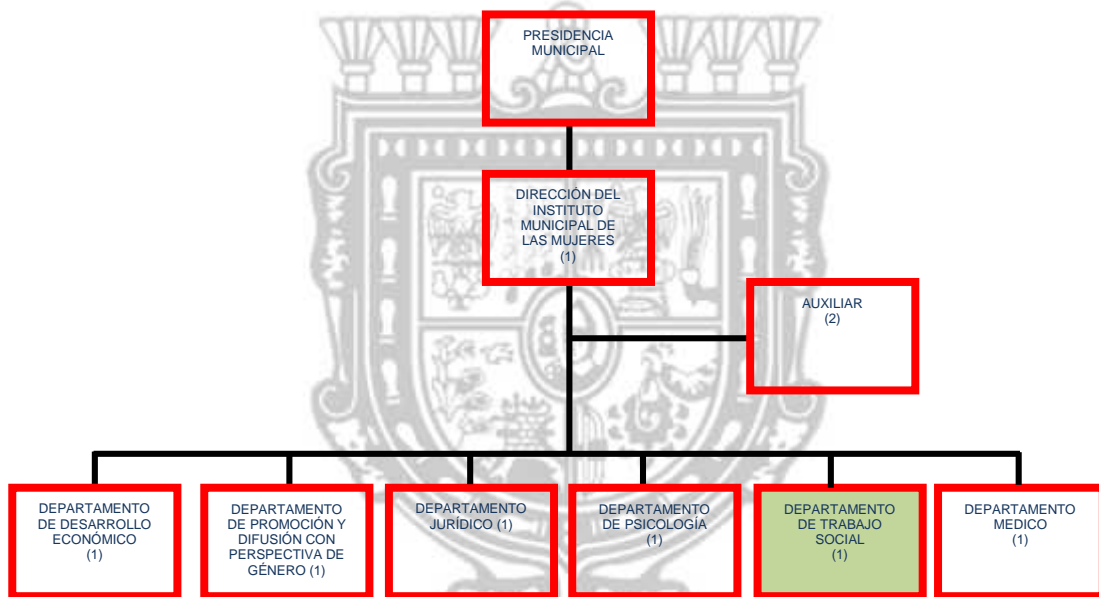 PRESIDENCIA
MUNICIPAL
DIRECCIÓN DEL
INSTITUTO
MUNICIPAL DE
LAS MUJERES
(1)
AUXILIAR
(2)
DEPARTAMENTO
DE DESARROLLO
ECONÓMICO
(1)
DEPARTAMENTO
DE PROMOCIÓN Y
DIFUSIÓN CON
PERSPECTIVA DE
GÉNERO (1)
DEPARTAMENTO
JURÍDICO (1)
DEPARTAMENTO
DE PSICOLOGÍA
(1)
DEPARTAMENTO
DE TRABAJO
SOCIAL
(1)
DEPARTAMENTO
MEDICO
(1)